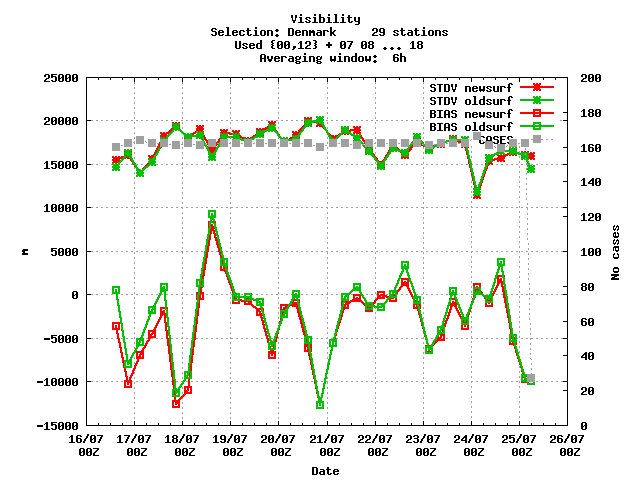 Visibility
Selection: Denmark 29 stations
Used {00,12} + 07 08 ... 18
Averaging window: 6h
25000 200
STDV newsurf
STDV oldsurf
BIAS newsurf
BIAS oldsurf
CASES
20000 180
15000 160
10000 140
5000 120
0 100
-5000 80
-10000 60
-15000 40
20
0
m
No cases
16/07 17/07 18/07 19/07 20/07 21/07 22/07 23/07 24/07 25/07 26/07
00Z 00Z 00Z 00Z 00Z 00Z 00Z 00Z 00Z 00Z 00Z
Date